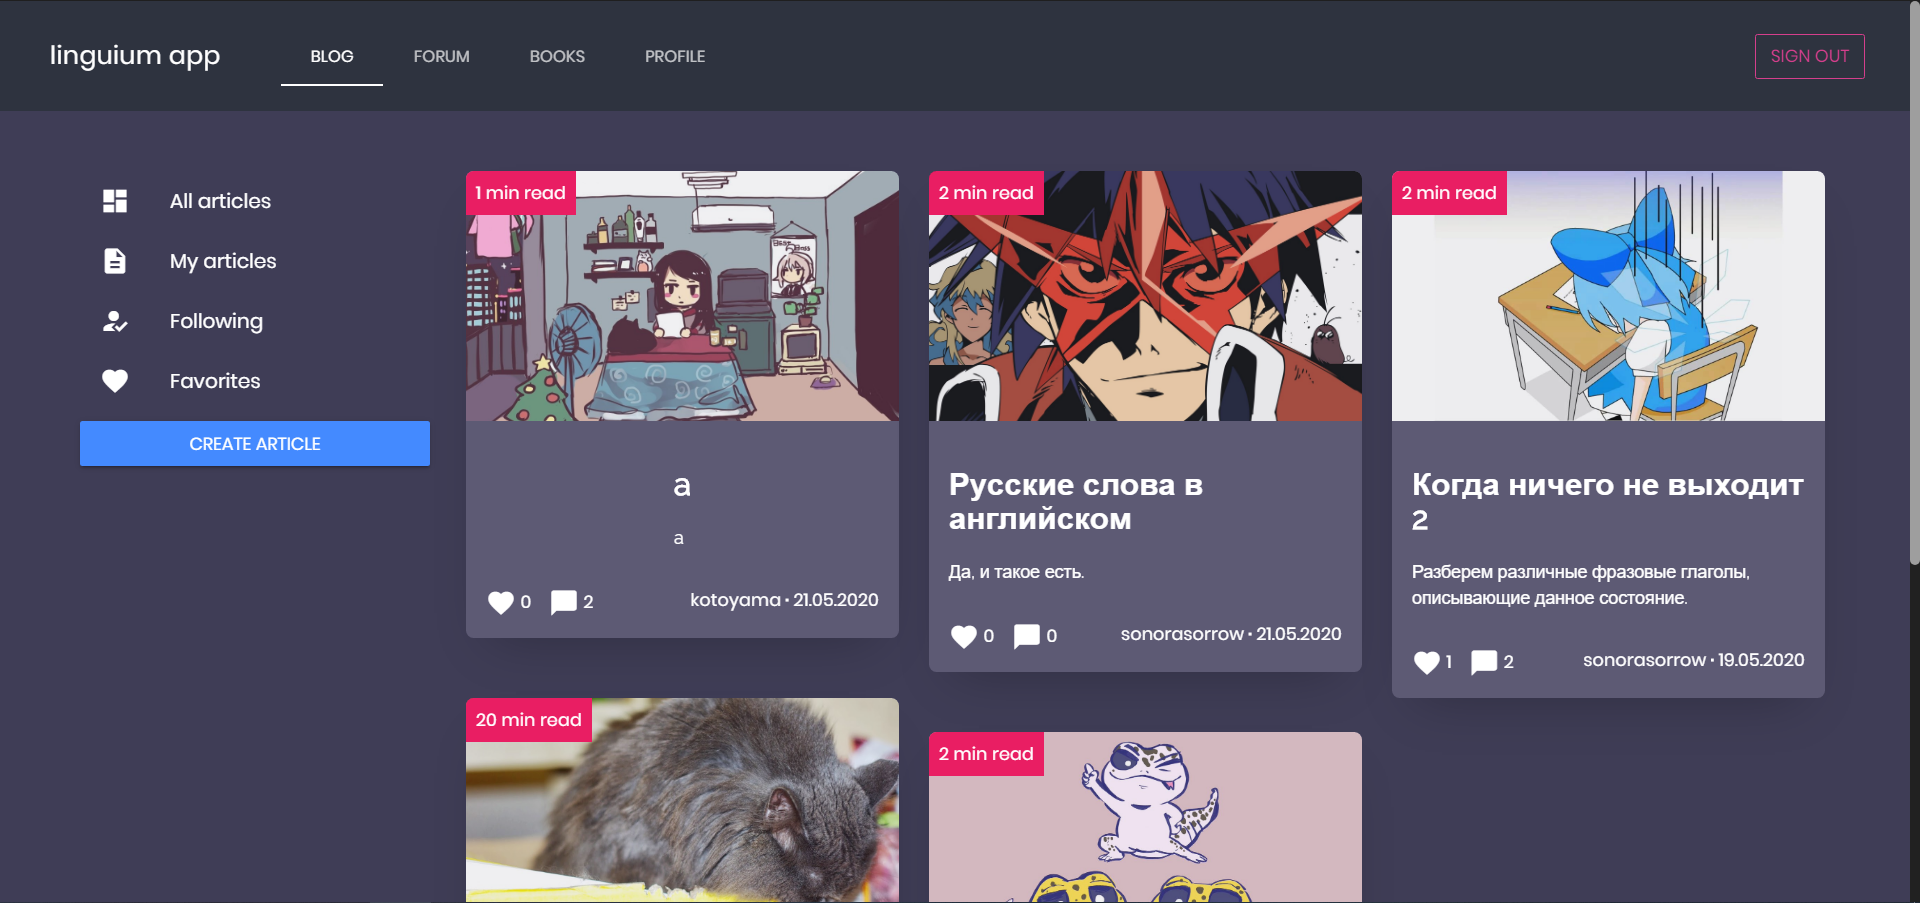 linguium app
BLOG
FORUM
BOOKS
PROFILE
SIGN OUT
All articles
My articles
Following
Favorites
CREATE ARTICLE
1 min read
a
a
0
2
kotoyama • 21.05.2020
2 min read
Русские слова в
английском
Да, и такое есть.
0
0
sonorasorrow • 21.05.2020
2 min read
Когда ничего не выходит
2
Разберем различные фразовые глаголы,
описывающие данное состояние.
1
2
sonorasorrow • 19.05.2020
20 min read
2 min read